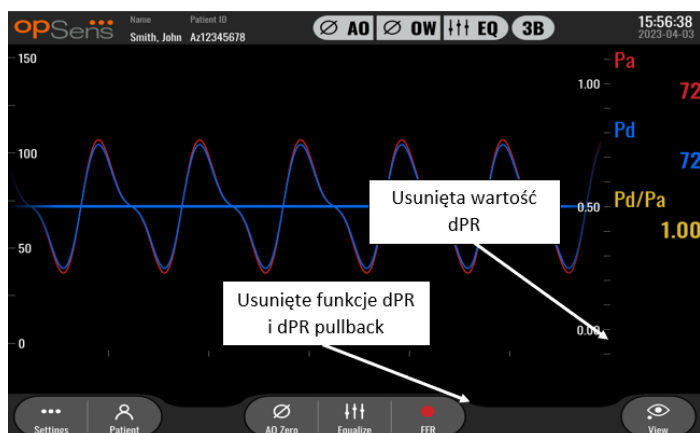 opSens
Name Patient ID
Smith, John Az12345678
AO OW EQ 3B
15:56:38
2023-04-03
150
100
50
0
1.00
0.50
0.00
Pa
72
Pd
72
Pd/Pa
1.00
Usunięta wartość
dPR
Usunięte funkcje dPR
i dPR pullback
Settings
Patient
AO Zero
Equalize
FFR
View